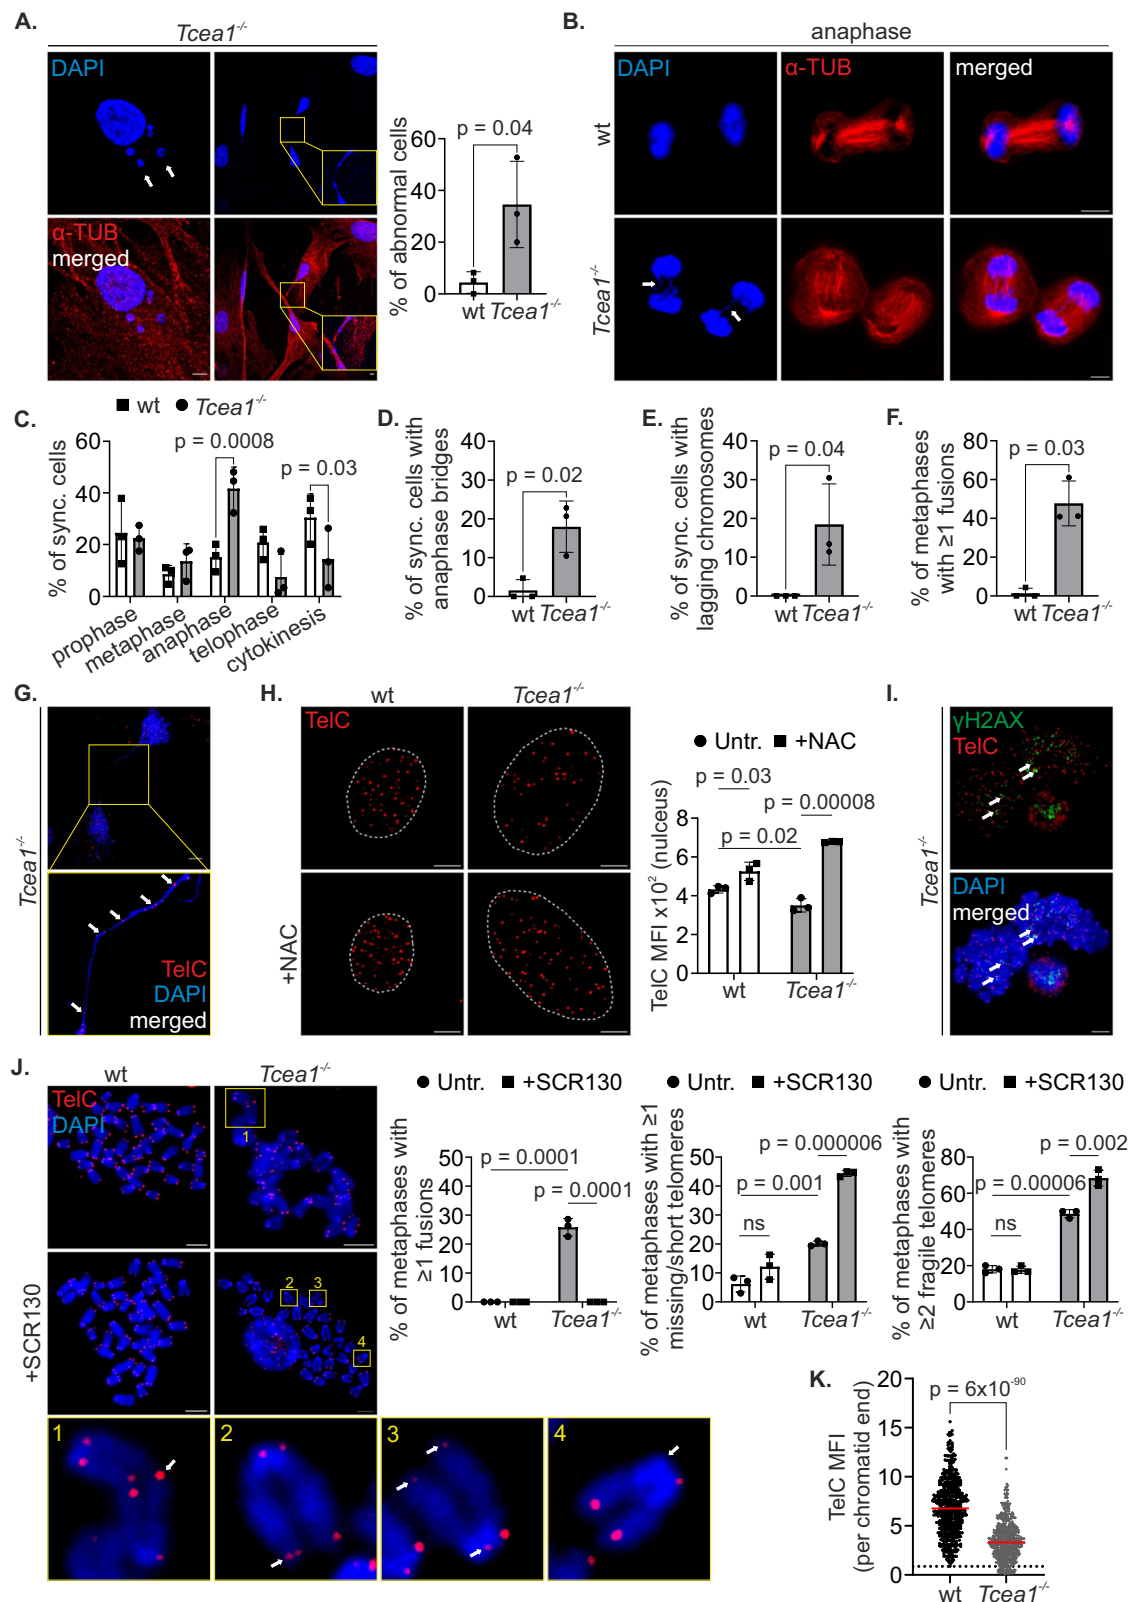 A.
Tcea1-/-
DAPI
α-TUB
merged
% of abnormal cells
60
40
20
0
p = 0.04
wt Tcea1-/-
B.
anaphase
DAPI
α-TUB
merged
wt
Tcea1-/-
C.
wt Tcea1-/-
% of sync. cells
60
40
20
0
p = 0.0008
p = 0.03
prophase
metaphase
anaphase
telophase
cytokinesis
D.
% of sync. cells with
anaphase bridges
40
30
20
10
0
p = 0.02
wt Tcea1-/-
E.
% of sync. cells with
lagging chromosomes
40
30
20
10
0
p = 0.04
wt Tcea1-/-
F.
% of metaphases
with ≥1 fusions
80
60
40
20
0
p = 0.03
wt Tcea1-/-
G.
Tcea1-/-
TelC
DAPI
merged
H.
wt
Tcea1-/-
TelC
+NAC
Untr. +NAC
TelC MFI x10² (nulceus)
8
6
4
2
0
p = 0.03
p = 0.00008
p = 0.02
wt
Tcea1-/-
I.
γH2AX
TelC
Tcea1-/-
DAPI
merged
J.
wt
Tcea1-/-
TelC
DAPI
1
+SCR130
2
3
4
1
2
3
4
Untr. +SCR130
% of metaphases with
≥1 fusions
50
40
30
20
10
0
p = 0.0001
p = 0.0001
wt
Tcea1-/-
Untr. +SCR130
% of metaphases with ≥1
missing/short telomeres
50
40
30
20
10
0
p = 0.000006
p = 0.001
ns
wt
Tcea1-/-
Untr. +SCR130
% of metaphases with
≥2 fragile telomeres
80
60
40
20
0
p = 0.002
p = 0.00006
ns
wt
Tcea1-/-
K.
TelC MFI
(per chromatid end)
20
15
10
5
0
p = 6x10-90
wt Tcea1-/-